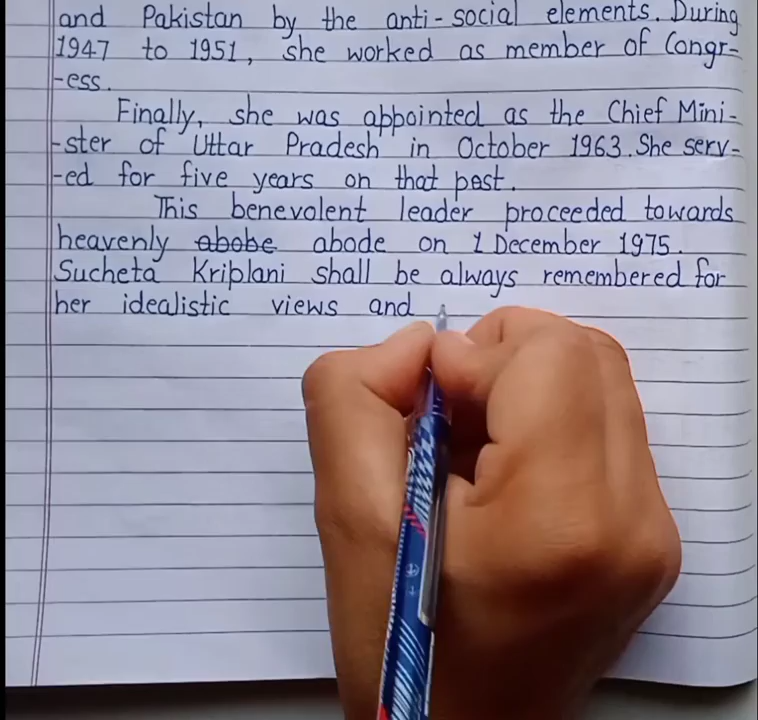 and Pakistan by the anti-social elements. During
1947 to 1951, she worked as member of Congr-
-ess.
Finally, she was appointed as the Chief Mini-
-ster of Uttar Pradesh in October 1963. She serv-
-ed for five years on that post.
This benevolent leader proceeded towards
heavenly abobe abode on 1 December 1975.
Sucheta Kriplani shall be always remembered for
her idealistic views and